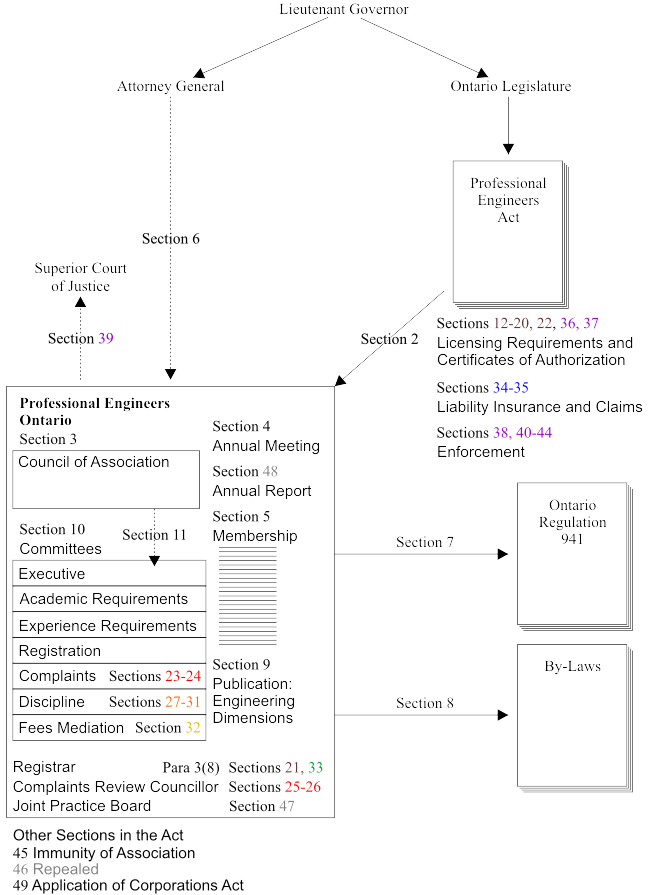 Lieutenant Governor
Attorney General
Ontario Legislature
Professional
Engineers
Act
Section 6
Superior Court
of Justice
Section 39
Section 2
Sections 12-20, 22, 36, 37
Licensing Requirements and
Certificates of Authorization
Sections 34-35
Liability Insurance and Claims
Sections 38, 40-44
Enforcement
Professional Engineers
Ontario
Section 3
Council of Association
Section 10
Committees
Section 11
Executive
Academic Requirements
Experience Requirements
Registration
Complaints Sections 23-24
Discipline Sections 27-31
Fees Mediation Section 32
Section 4
Annual Meeting
Section 48
Annual Report
Section 5
Membership
Section 9
Publication:
Engineering
Dimensions
Registrar Para 3(8) Sections 21, 33
Complaints Review Councillor Sections 25-26
Joint Practice Board Section 47
Section 7
Ontario
Regulation
941
Section 8
By-Laws
Other Sections in the Act
45 Immunity of Association
46 Repealed
49 Application of Corporations Act